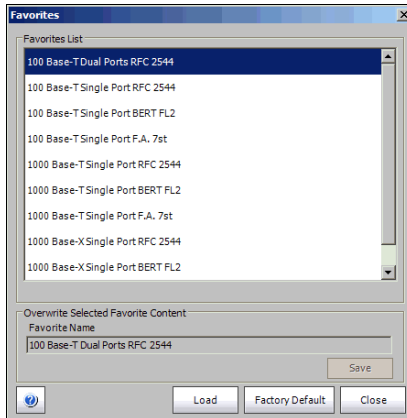 Favorites
Favorites List
100 Base-T Dual Ports RFC 2544
100 Base-T Single Port RFC 2544
100 Base-T Single Port BERT FL2
100 Base-T Single Port F.A. 7st
1000 Base-T Single Port RFC 2544
1000 Base-T Single Port BERT FL2
1000 Base-T Single Port F.A. 7st
1000 Base-X Single Port RFC 2544
1000 Base-X Single Port BERT FL2
Overwrite Selected Favorite Content
Favorite Name
100 Base-T Dual Ports RFC 2544
Save
? Load Factory Default Close